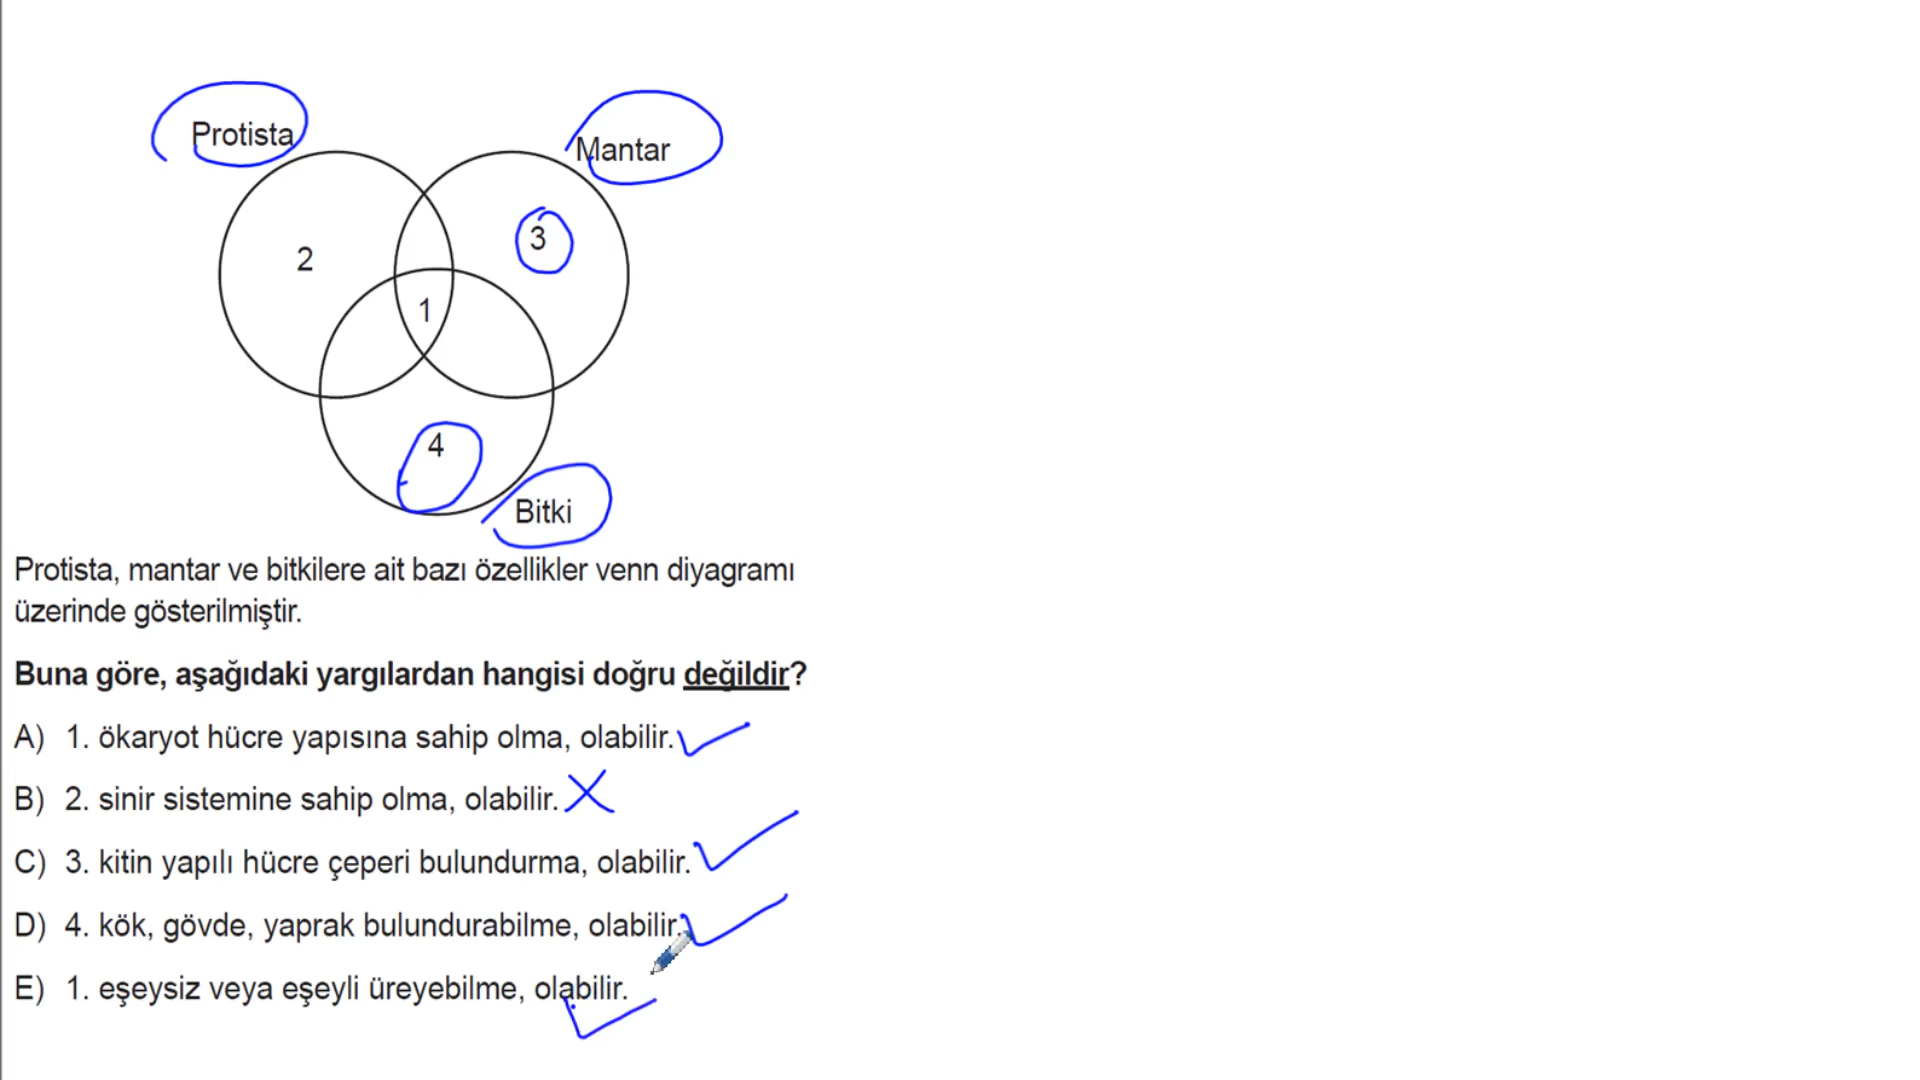 Protista
Mantar
3
2
1
4
Bitki
Protista, mantar ve bitkilere ait bazı özellikler venn diyagramı
üzerinde gösterilmiştir.
Buna göre, aşağıdaki yargılardan hangisi doğru değildir?
A) 1. ökaryot hücre yapısına sahip olma, olabilir.
B) 2. sinir sistemine sahip olma, olabilir.
C) 3. kitin yapılı hücre çeperi bulundurma, olabilir.
D) 4. kök, gövde, yaprak bulundurabilme, olabilir.
E) 1. eşeysiz veya eşeyli üreyebilme, olabilir.